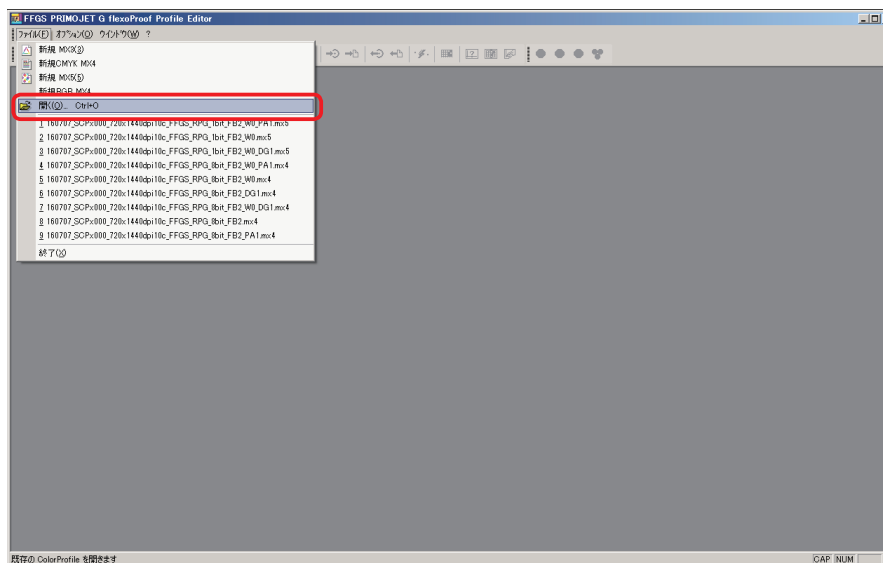 FFGS PRIMOJET G flexoProof Profile Editor
ファイル(F) オプション(O) ウインドウ(W) ?
新規 MX3(3)
新規CMYK MX4
新規 MX5(5)
新規RGB MX4
開く(O)... Ctrl+O
1 160707_SCPx000_720x1440dpi10c_FFGS_RPG_1bit_FB2_W0_PA1.mx5
2 160707_SCPx000_720x1440dpi10c_FFGS_RPG_1bit_FB2_W0.mx5
3 160707_SCPx000_720x1440dpi10c_FFGS_RPG_1bit_FB2_W0_DG1.mx5
4 160707_SCPx000_720x1440dpi10c_FFGS_RPG_8bit_FB2_W0_PA1.mx4
5 160707_SCPx000_720x1440dpi10c_FFGS_RPG_8bit_FB2_W0.mx4
6 160707_SCPx000_720x1440dpi10c_FFGS_RPG_8bit_FB2_DG1.mx4
7 160707_SCPx000_720x1440dpi10c_FFGS_RPG_8bit_FB2_W0_DG1.mx4
8 160707_SCPx000_720x1440dpi10c_FFGS_RPG_8bit_FB2.mx4
9 160707_SCPx000_720x1440dpi10c_FFGS_RPG_8bit_FB2_PA1.mx4
終了(X)
既存の ColorProfile を開きます
CAP NUM